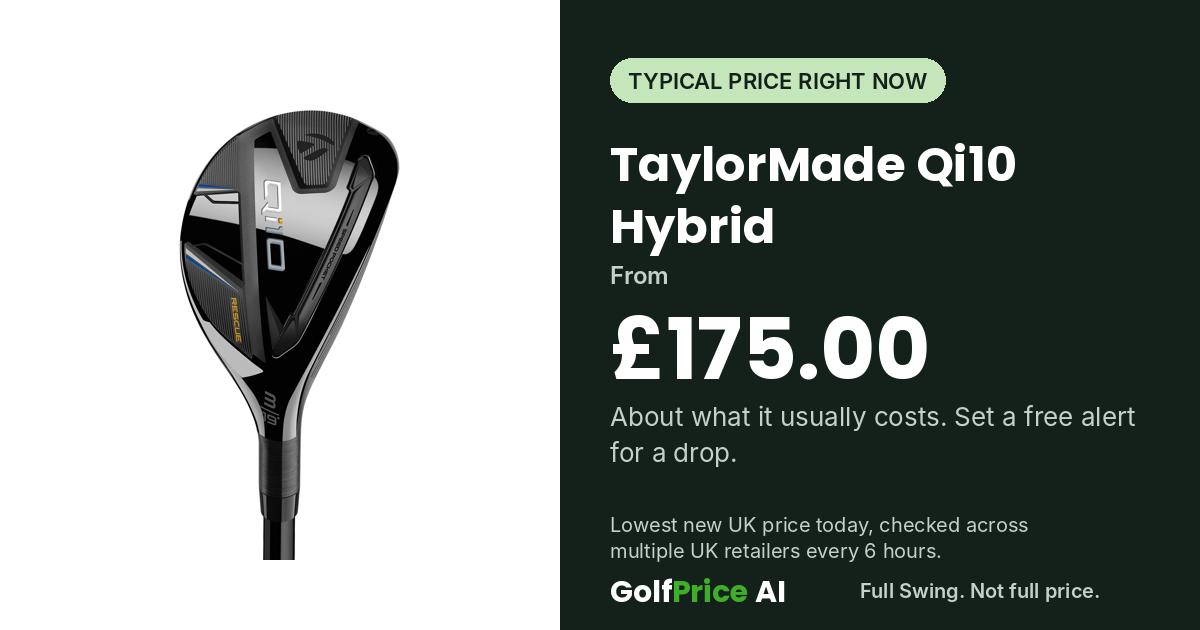 TYPICAL PRICE RIGHT NOW
TaylorMade Qi10
Hybrid
From
£175.00
About what it usually costs. Set a free alert
for a drop.
Lowest new UK price today, checked across
multiple UK retailers every 6 hours.
GolfPrice AI
Full Swing. Not full price.
Qi10
SPEED POCKET
RESCUE